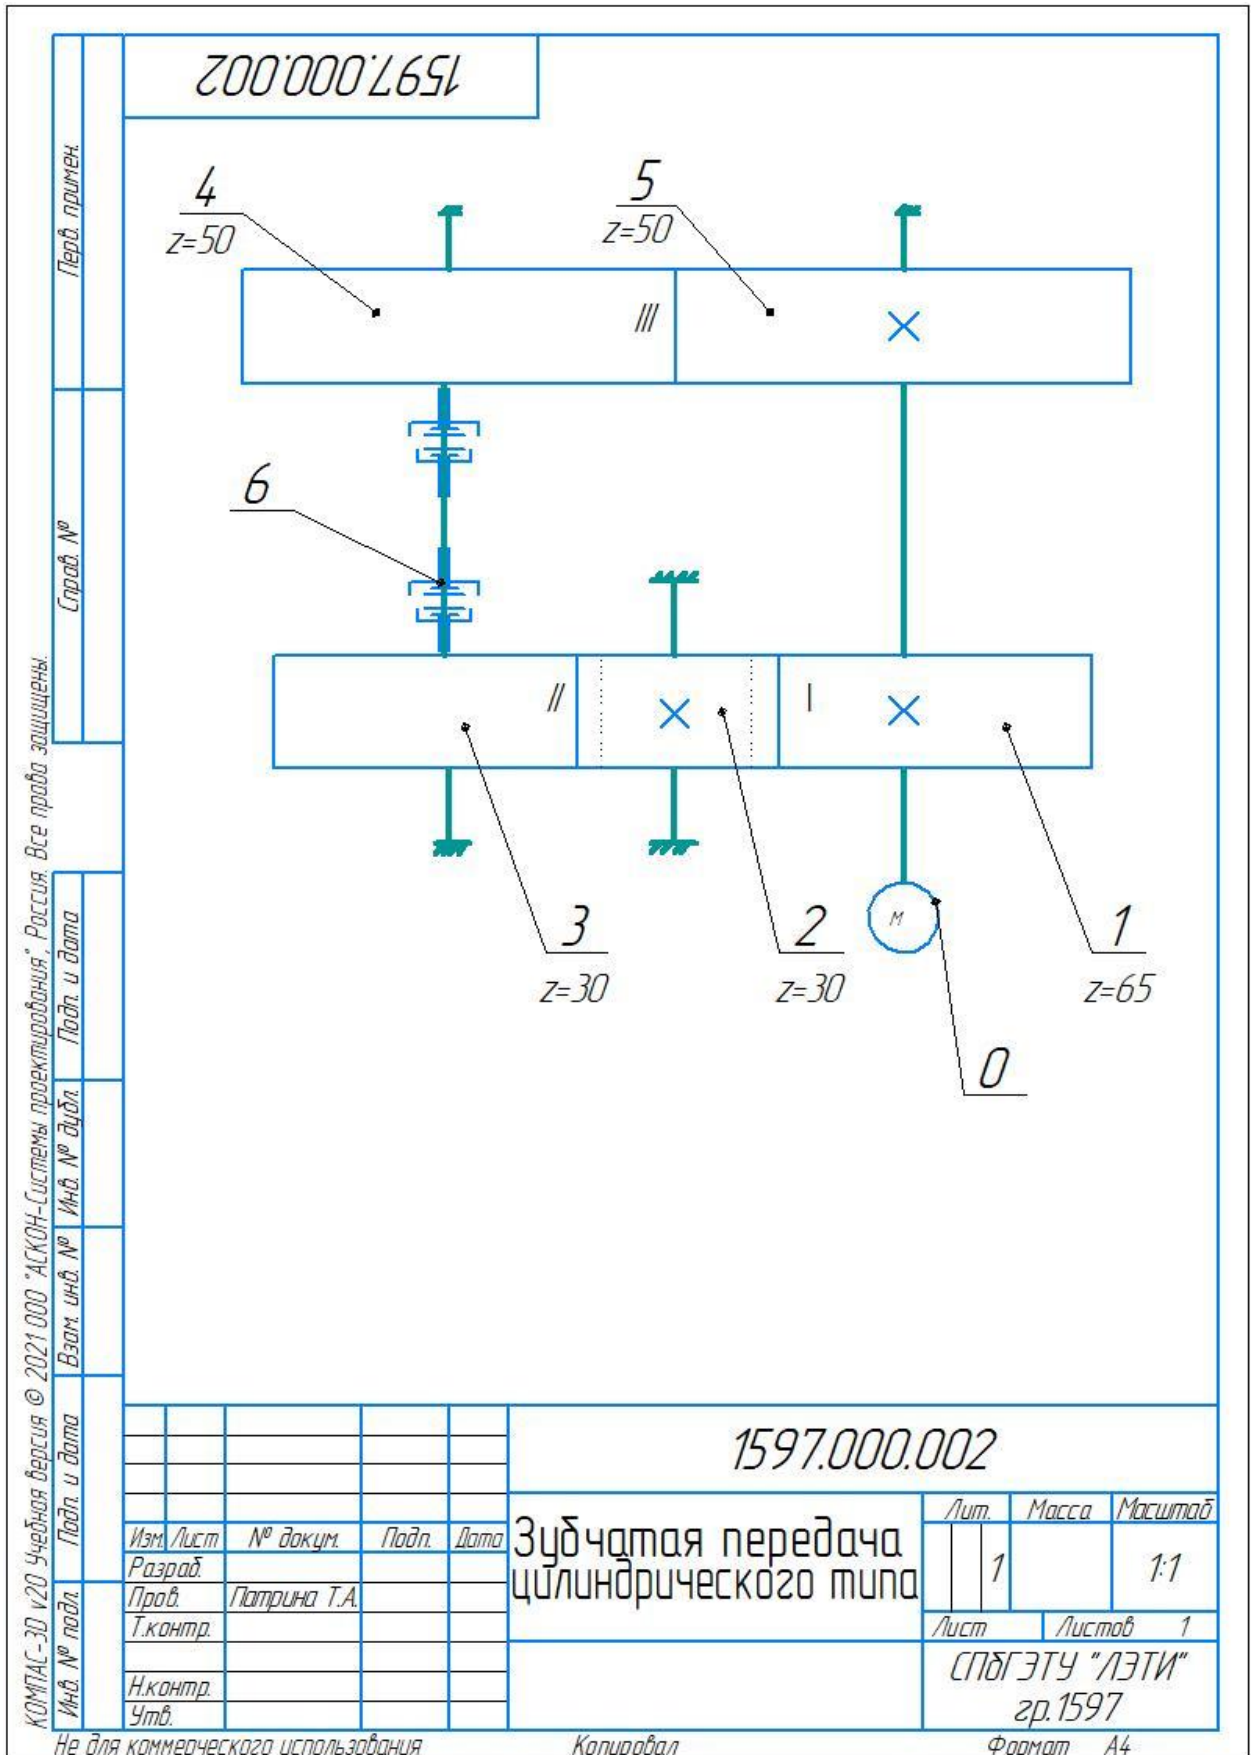 1597.000.002
4
z=50
5
z=50
III
6
II
I
3
z=30
2
z=30
М
1
z=65
0
Перв. примен.
Справ. №
Подп. и дата
Инв. № дубл.
Взам. инв. №
Подп. и дата
Инв. № подл.
КОМПАС-3D v20 Учебная версия © 2021 ООО "АСКОН-Системы проектирования", Россия. Все права защищены.
1597.000.002
Изм. Лист № докум. Подп. Дата
Разраб.
Пров. Патрина Т.А.
Т.контр.
Н.контр.
Утв.
Зубчатая передача
цилиндрического типа
Лит. Масса Масштаб
1 1:1
Лист Листов 1
СПбГЭТУ "ЛЭТИ"
гр.1597
Не для коммерческого использования Копировал Формат А4